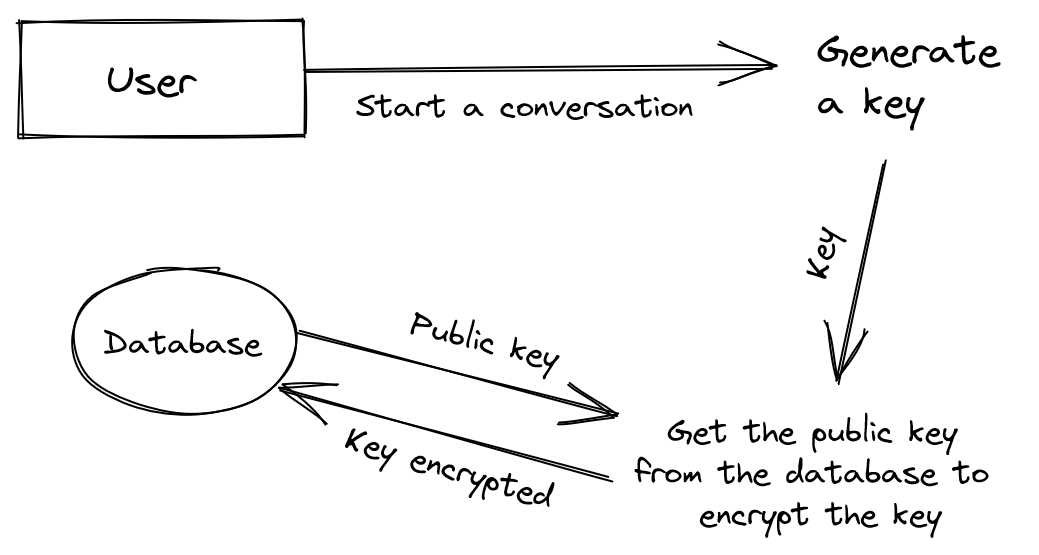 User
Start a conversation
Generate
a key
Key
Database
Public key
Key encrypted
Get the public key
from the database to
encrypt the key